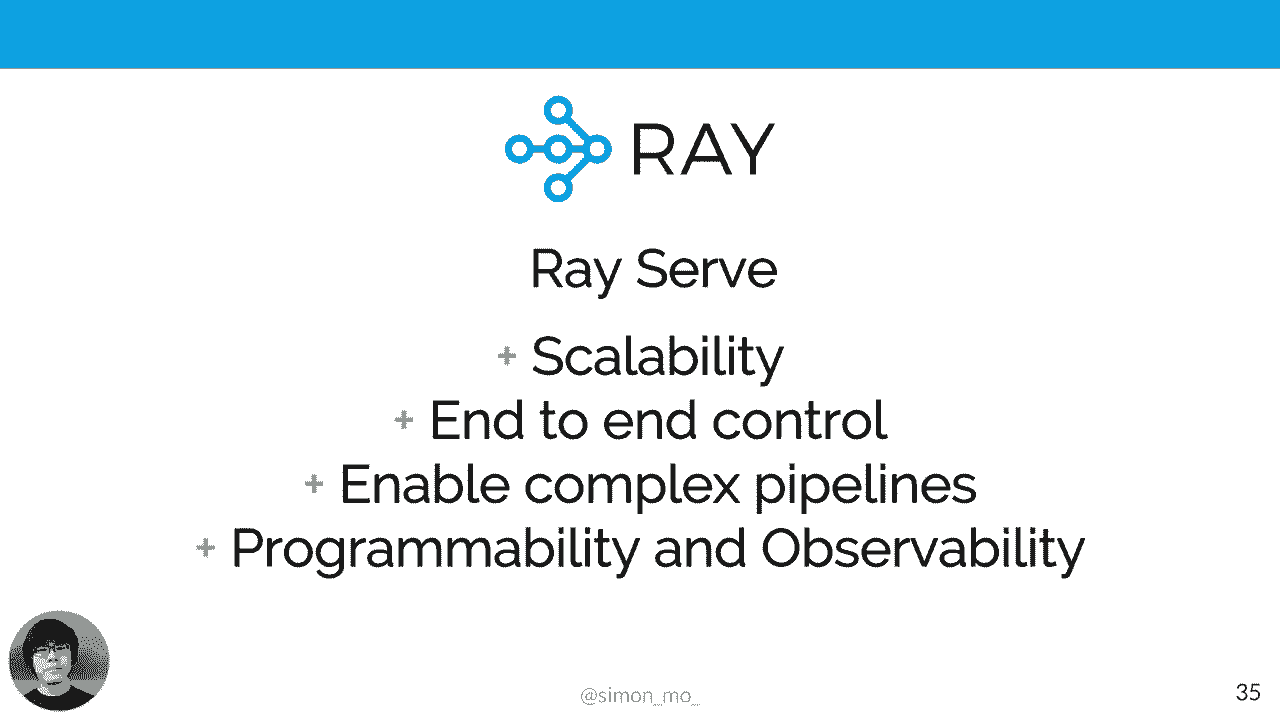 RAY
Ray Serve
+ Scalability
+ End to end control
+ Enable complex pipelines
+ Programmability and Observability
@simon_mo_
35